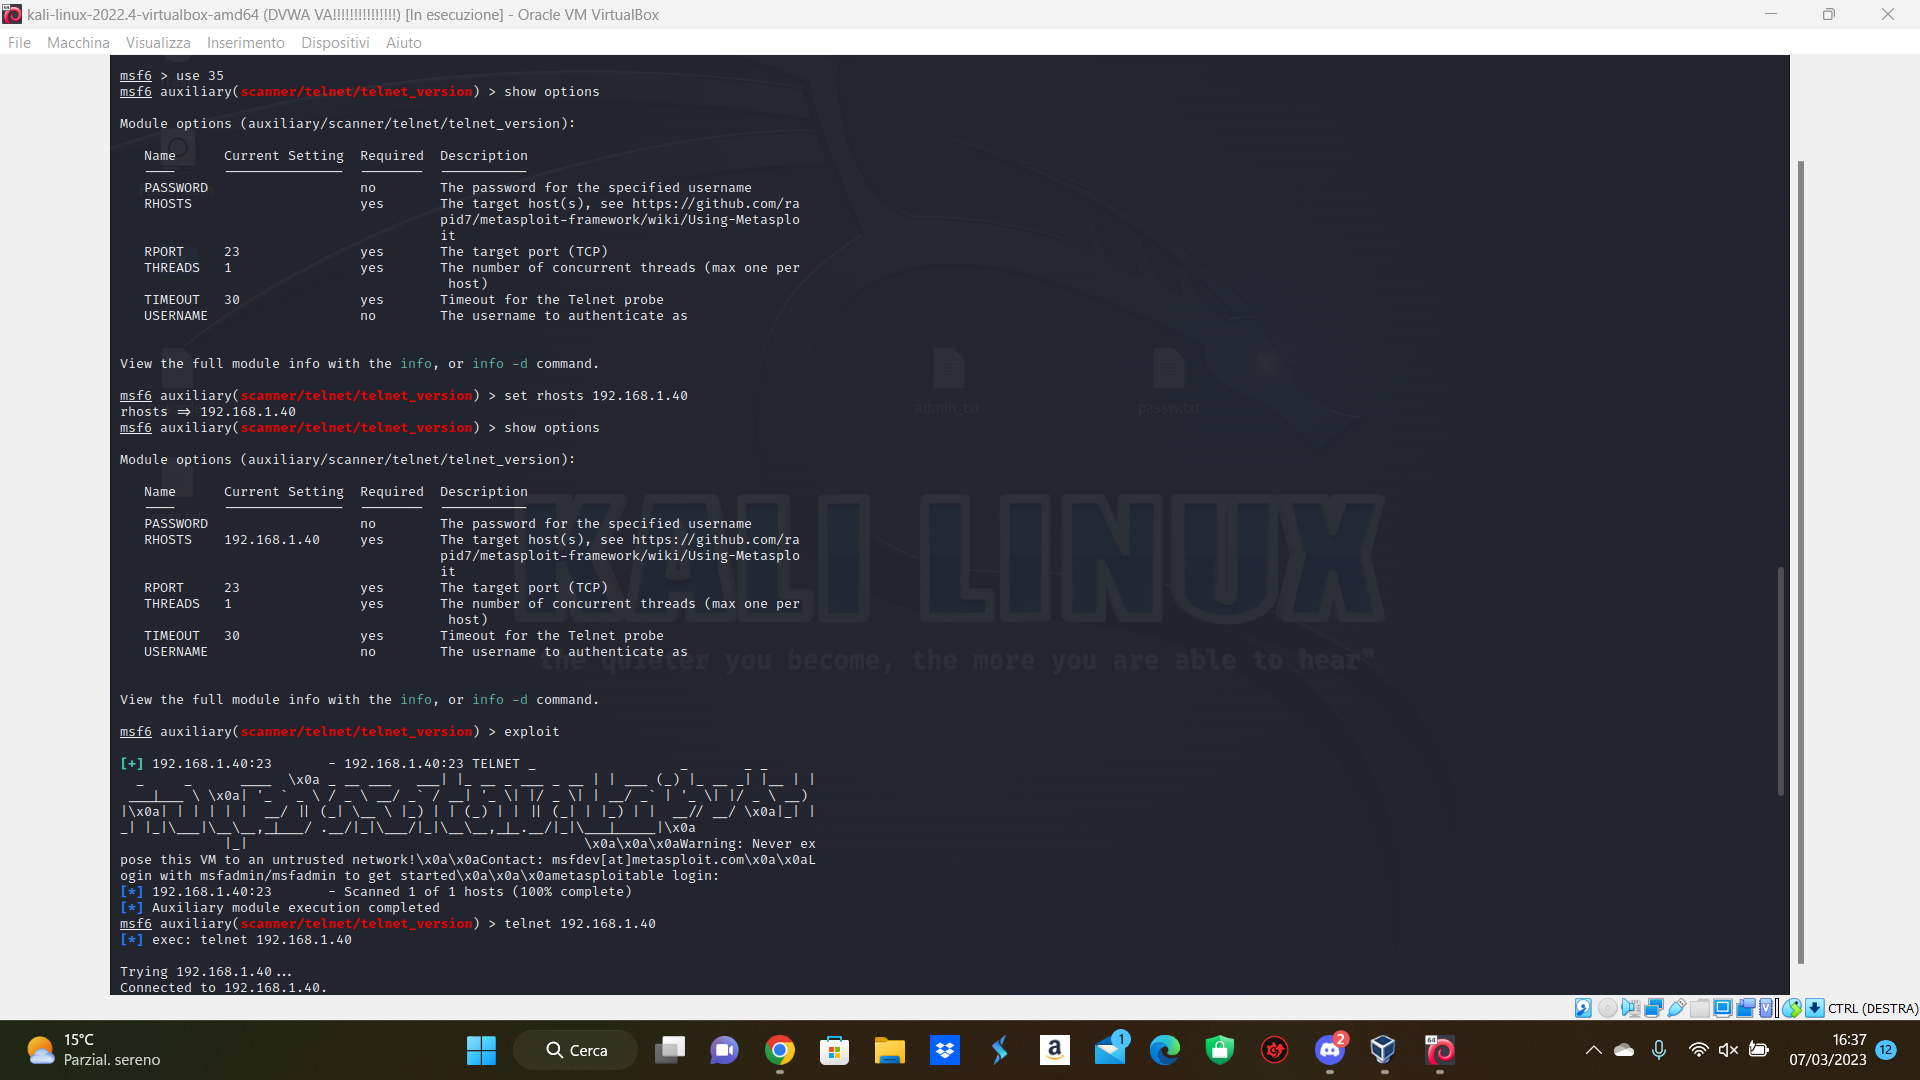 kali-linux-2022.4-virtualbox-amd64 (DVWA VA!!!!!!!!!!!!!!!) [In esecuzione] - Oracle VM VirtualBox
File Macchina Visualizza Inserimento Dispositivi Aiuto
msf6 > use 35
msf6 auxiliary(scanner/telnet/telnet_version) > show options
Module options (auxiliary/scanner/telnet/telnet_version):
Name Current Setting Required Description
PASSWORD no The password for the specified username
RHOSTS yes The target host(s), see https://github.com/ra
pid7/metasploit-framework/wiki/Using-Metasplo
it
RPORT 23 yes The target port (TCP)
THREADS 1 yes The number of concurrent threads (max one per
host)
TIMEOUT 30 yes Timeout for the Telnet probe
USERNAME no The username to authenticate as
View the full module info with the info, or info -d command.
msf6 auxiliary(scanner/telnet/telnet_version) > set rhosts 192.168.1.40
rhosts ⇒ 192.168.1.40
admin_txt passw.txt
msf6 auxiliary(scanner/telnet/telnet_version) > show options
Module options (auxiliary/scanner/telnet/telnet_version):
Name Current Setting Required Description
PASSWORD no The password for the specified username
RHOSTS 192.168.1.40 yes The target host(s), see https://github.com/ra
pid7/metasploit-framework/wiki/Using-Metasplo
it
RPORT 23 yes The target port (TCP)
THREADS 1 yes The number of concurrent threads (max one per
host)
TIMEOUT 30 yes Timeout for the Telnet probe
USERNAME no The username to authenticate as
KALI LINUX
"the quieter you become, the more you are able to hear"
View the full module info with the info, or info -d command.
msf6 auxiliary(scanner/telnet/telnet_version) > exploit
[+] 192.168.1.40:23 - 192.168.1.40:23 TELNET
\x0a\x0a\x0aWarning: Never ex
pose this VM to an untrusted network!\x0a\x0aContact: msfdev[at]metasploit.com\x0a\x0aL
ogin with msfadmin/msfadmin to get started\x0a\x0a\x0ametasploitable login:
[*] 192.168.1.40:23 - Scanned 1 of 1 hosts (100% complete)
[*] Auxiliary module execution completed
msf6 auxiliary(scanner/telnet/telnet_version) > telnet 192.168.1.40
[*] exec: telnet 192.168.1.40
Trying 192.168.1.40...
Connected to 192.168.1.40.
CTRL (DESTRA)
15°C
Parzial. sereno
Cerca
a
1
2
64
16:37
07/03/2023
12